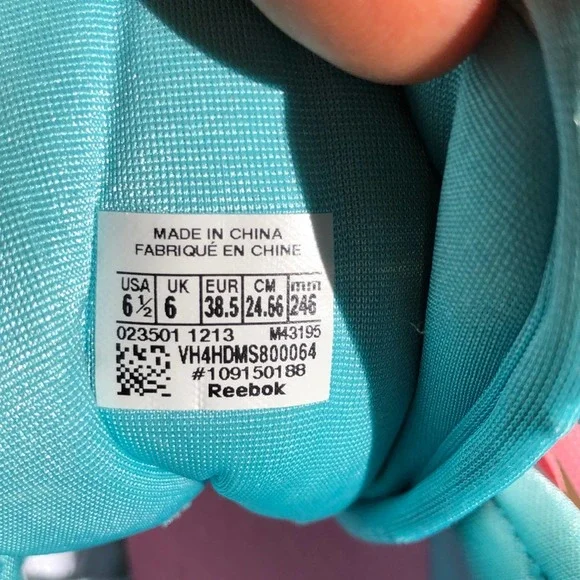 MADE IN CHINA
FABRIQUÉ EN CHINE
USA UK EUR CM mm
6 ½ 6 38.5 24.66 246
023501 1213 M43195
VH4HDMS800064
#109150188
Reebok